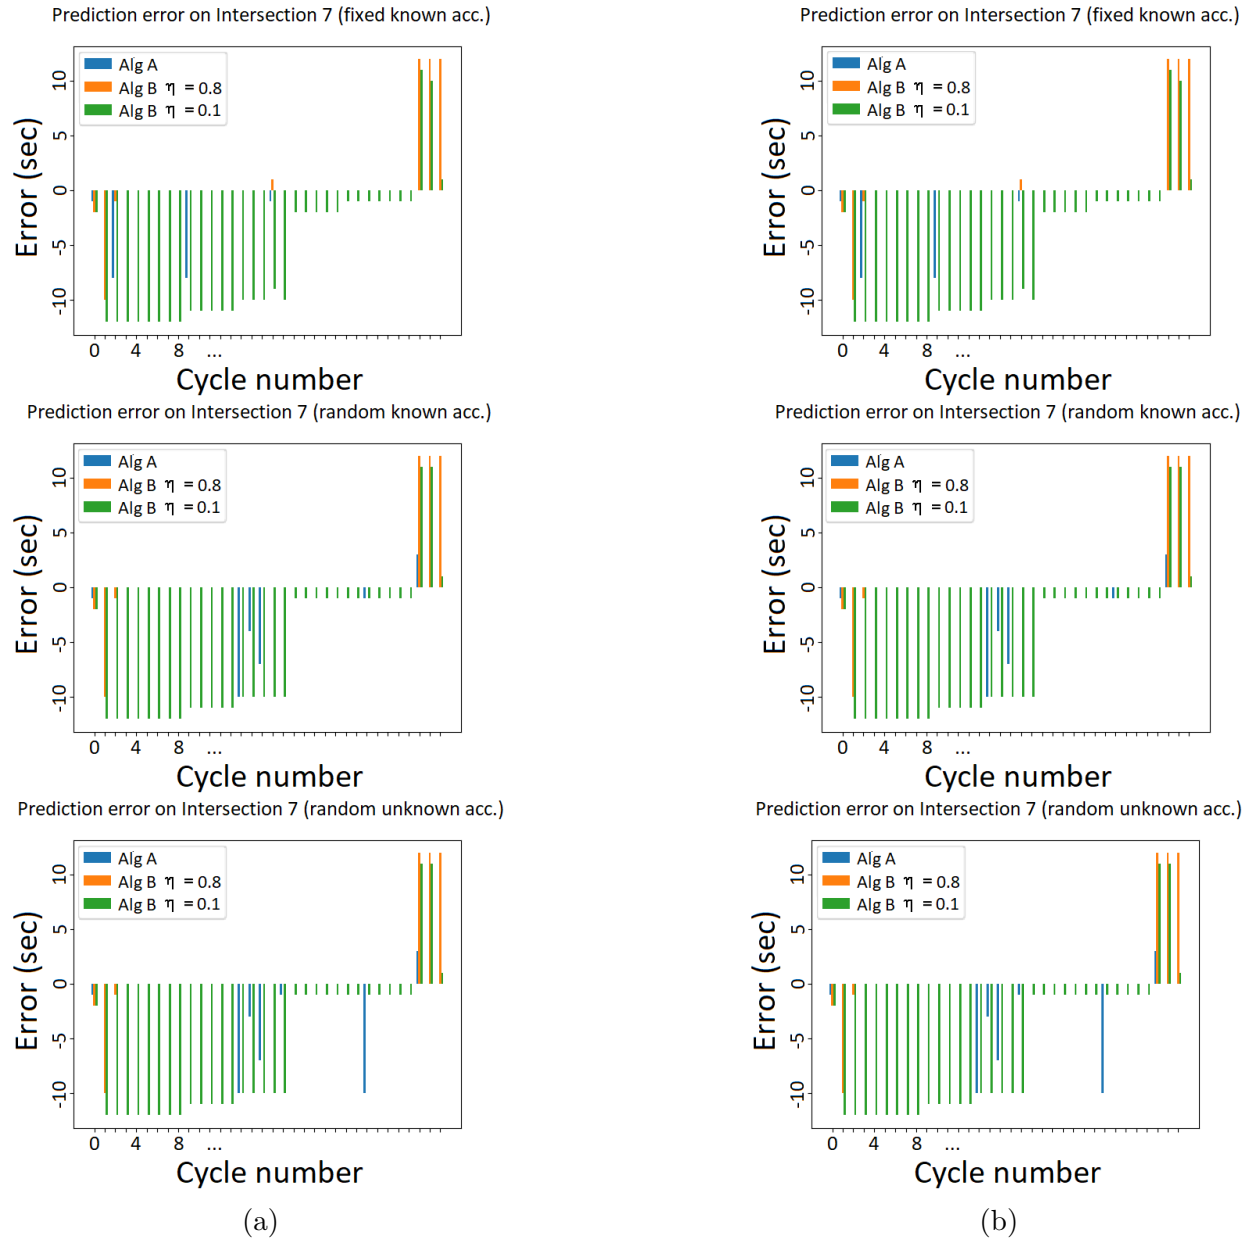 Prediction error on Intersection 7 (fixed known acc.)
Alg A
Alg B η = 0.8
Alg B η = 0.1
10
5
0
-5
-10
Error (sec)
0 4 8 ...
Cycle number
Prediction error on Intersection 7 (random known acc.)
Alg A
Alg B η = 0.8
Alg B η = 0.1
10
5
0
-5
-10
Error (sec)
0 4 8 ...
Cycle number
Prediction error on Intersection 7 (random unknown acc.)
Alg A
Alg B η = 0.8
Alg B η = 0.1
10
5
0
-5
-10
Error (sec)
0 4 8 ...
Cycle number
(a)
Prediction error on Intersection 7 (fixed known acc.)
Alg A
Alg B η = 0.8
Alg B η = 0.1
10
5
0
-5
-10
Error (sec)
0 4 8 ...
Cycle number
Prediction error on Intersection 7 (random known acc.)
Alg A
Alg B η = 0.8
Alg B η = 0.1
10
5
0
-5
-10
Error (sec)
0 4 8 ...
Cycle number
Prediction error on Intersection 7 (random unknown acc.)
Alg A
Alg B η = 0.8
Alg B η = 0.1
10
5
0
-5
-10
Error (sec)
0 4 8 ...
Cycle number
(b)